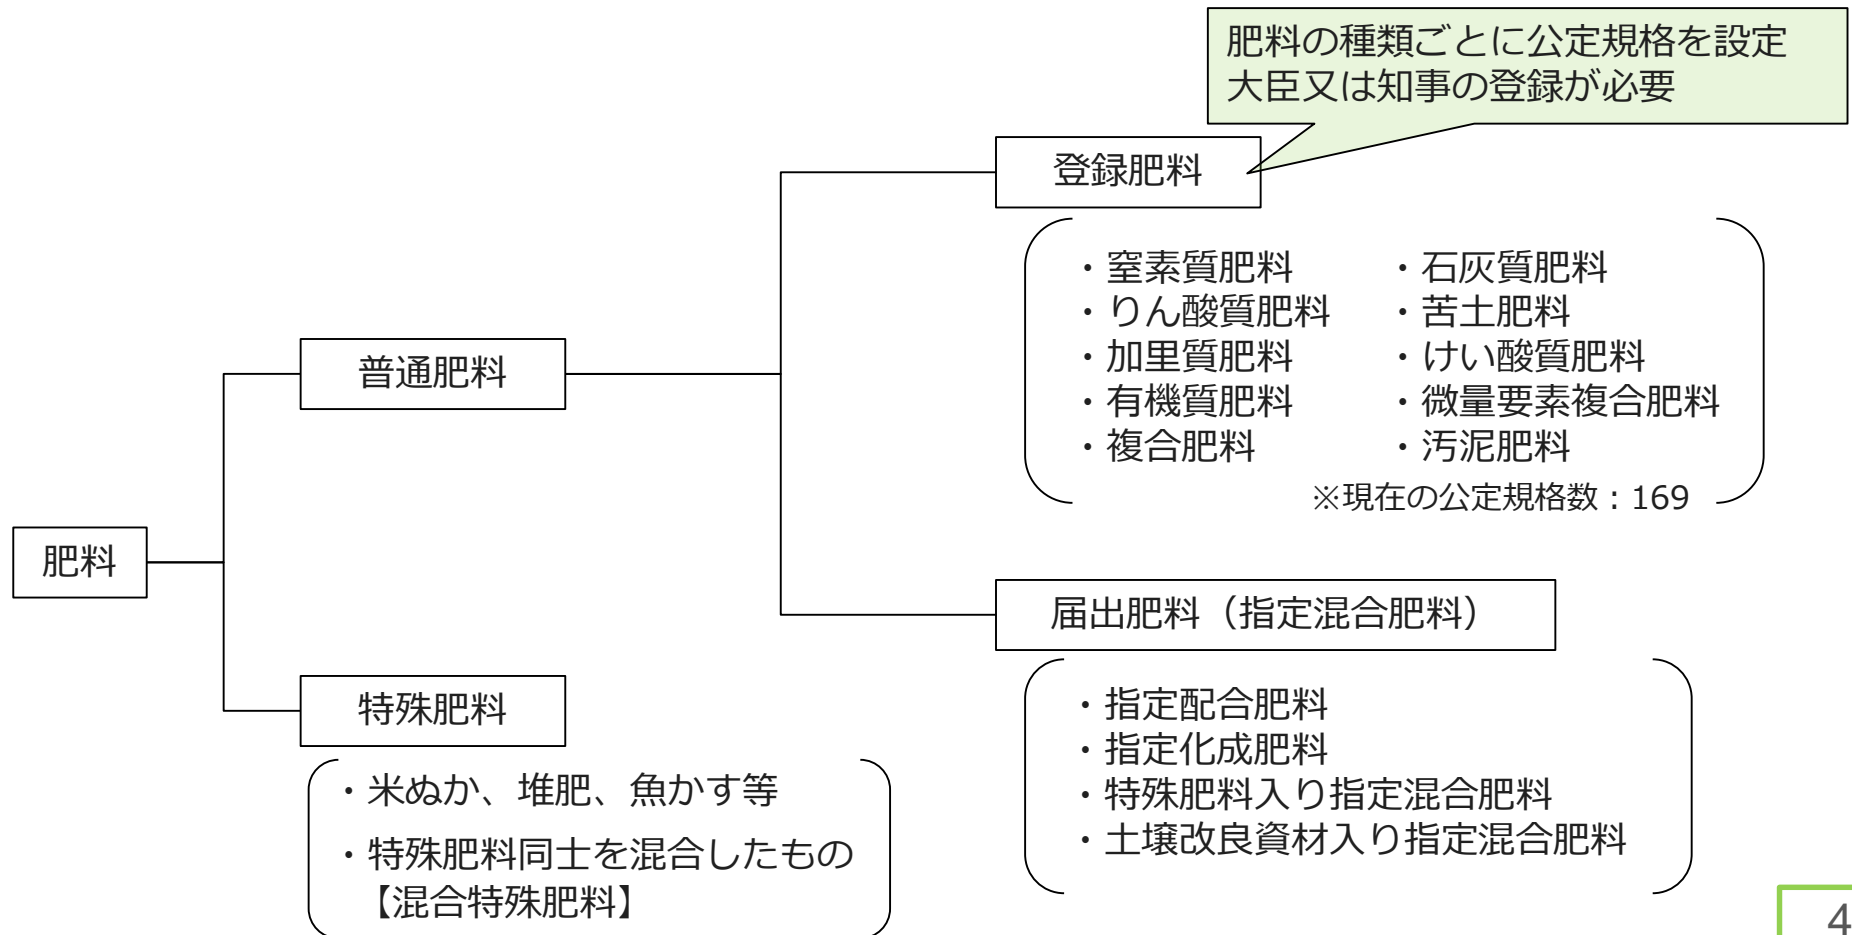 肥料の種類ごとに公定規格を設定
大臣又は知事の登録が必要
登録肥料
・窒素質肥料
・りん酸質肥料
・加里質肥料
・有機質肥料
・複合肥料
・石灰質肥料
・苦土肥料
・けい酸質肥料
・微量要素複合肥料
・汚泥肥料
※現在の公定規格数：169
普通肥料
肥料
届出肥料（指定混合肥料）
・指定配合肥料
・指定化成肥料
・特殊肥料入り指定混合肥料
・土壌改良資材入り指定混合肥料
特殊肥料
・米ぬか、堆肥、魚かす等
・特殊肥料同士を混合したもの
【混合特殊肥料】
4